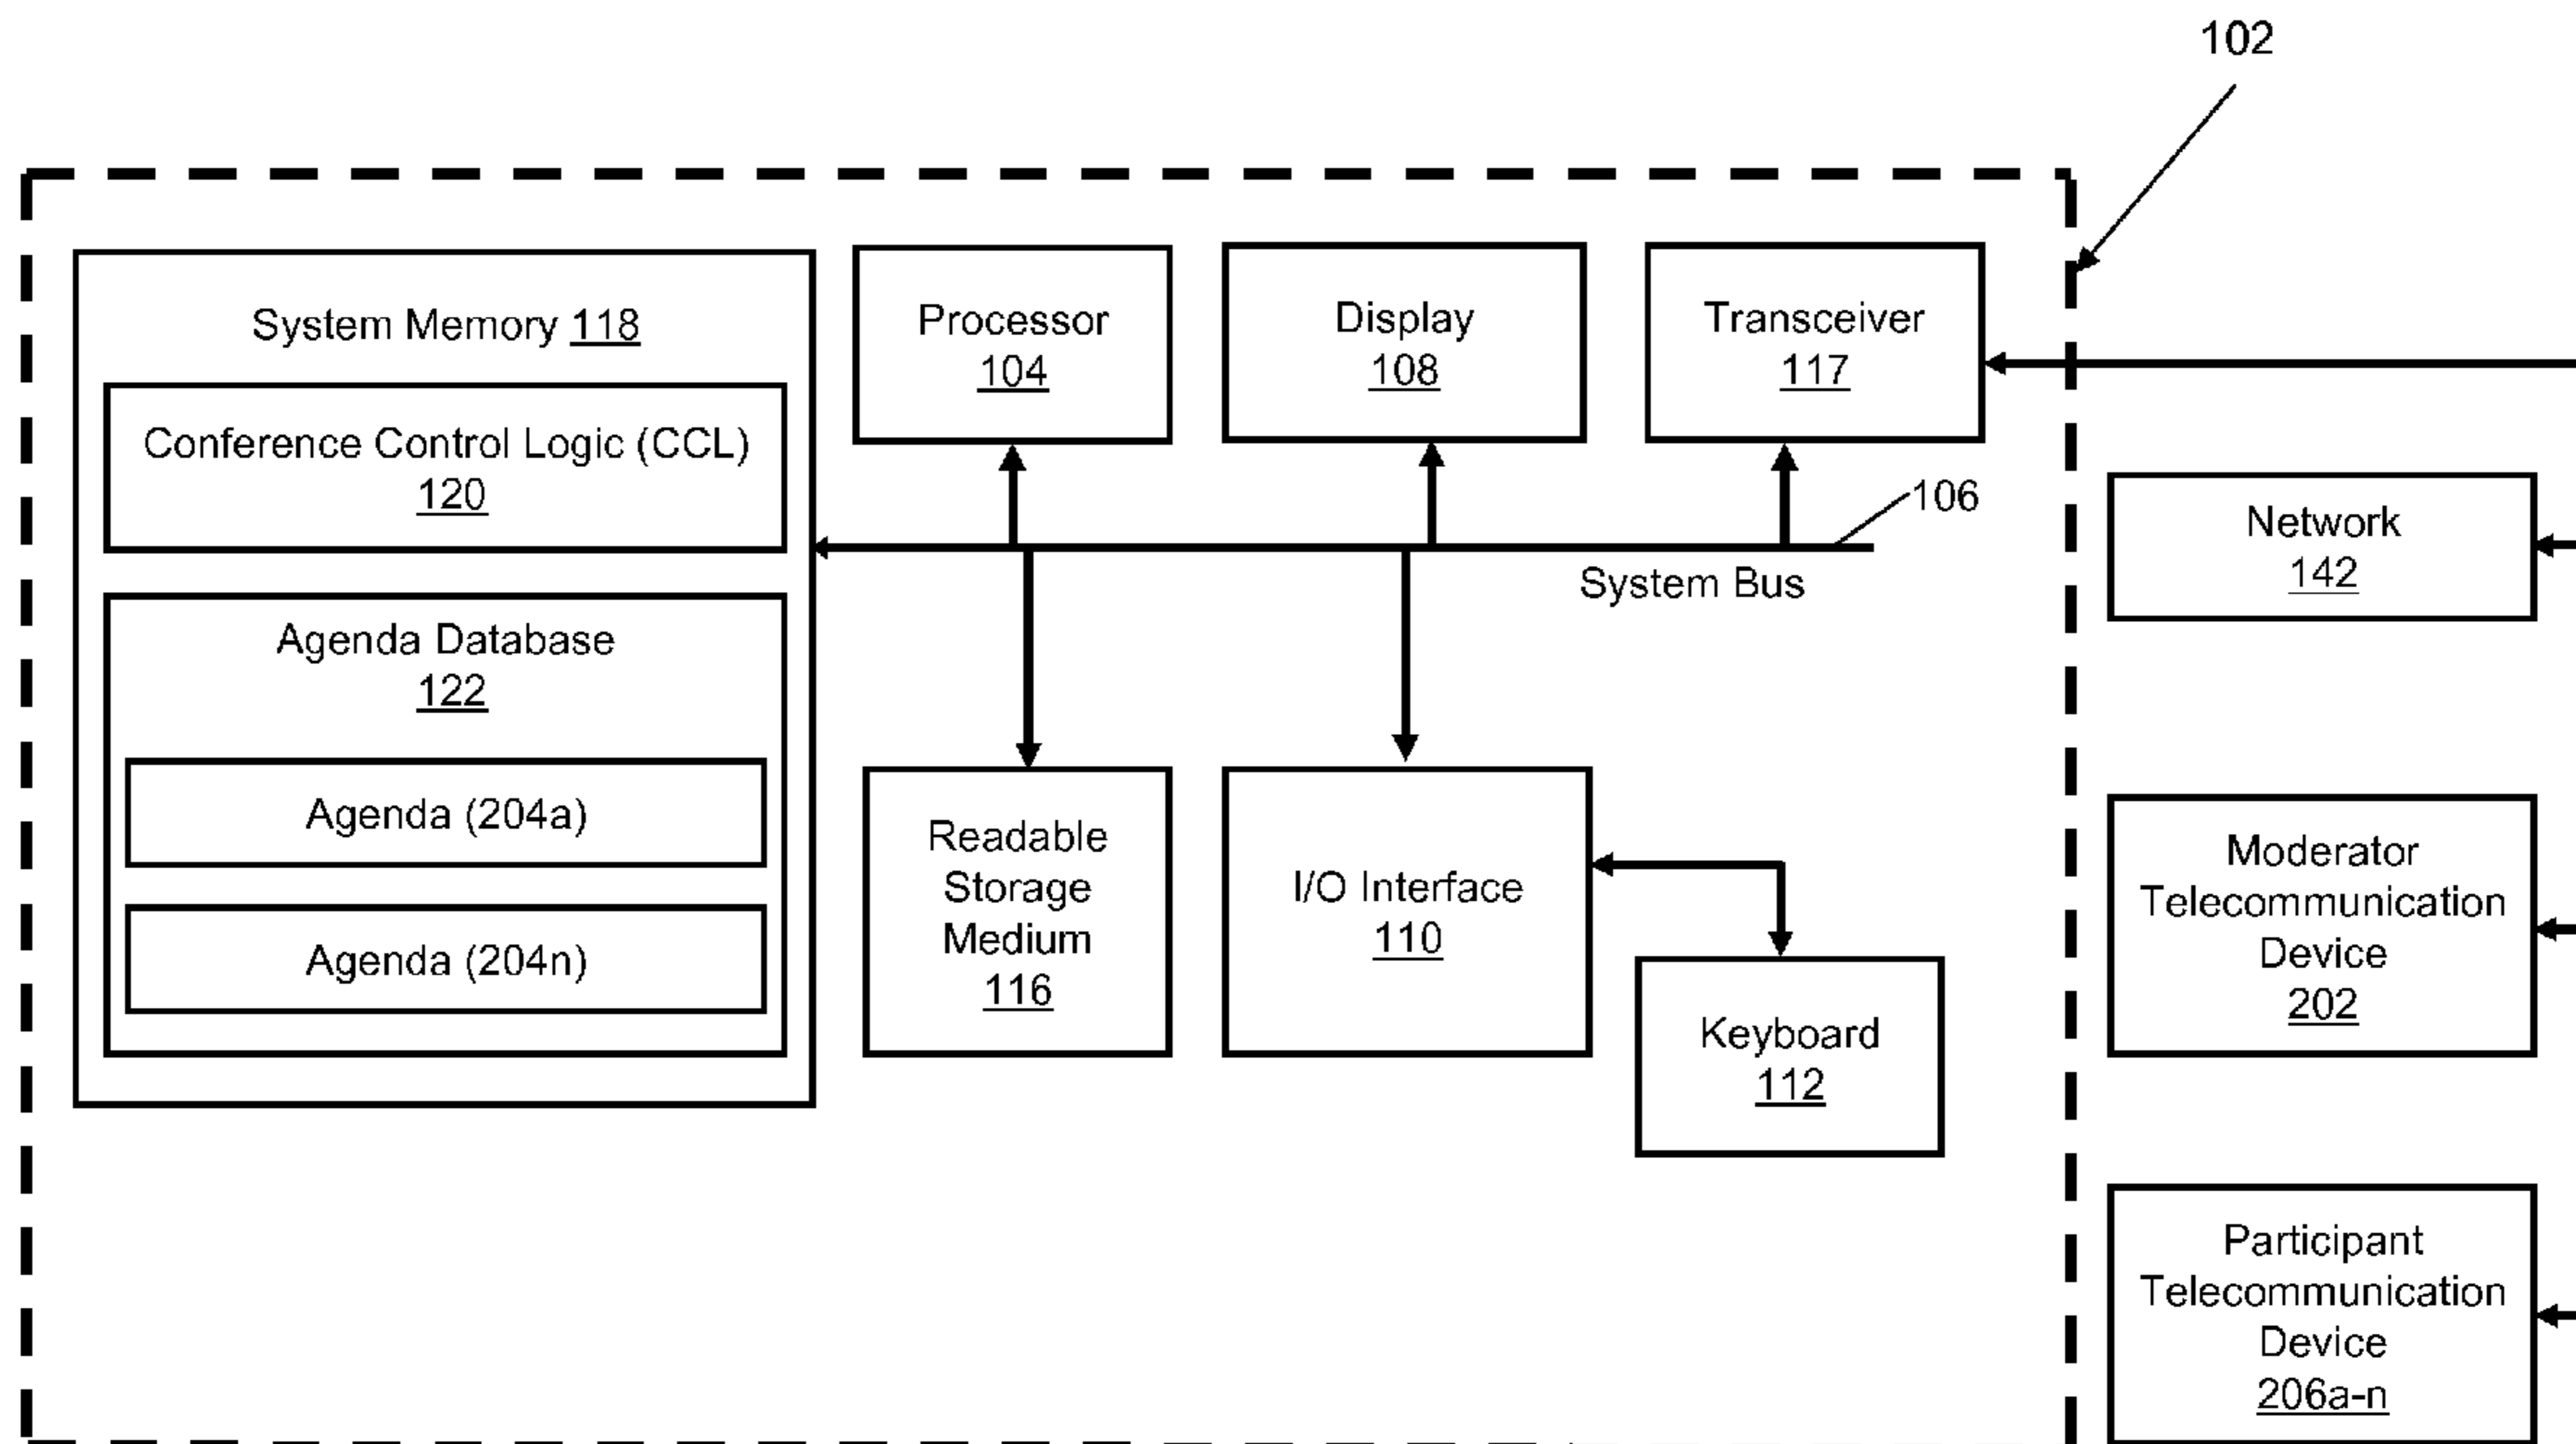 102
System Memory 118
Conference Control Logic (CCL)
120
Agenda Database
122
Agenda (204a)
Agenda (204n)
Processor
104
Display
108
Transceiver
117
106
System Bus
Readable
Storage
Medium
116
I/O Interface
110
Keyboard
112
Network
142
Moderator
Telecommunication
Device
202
Participant
Telecommunication
Device
206a-n